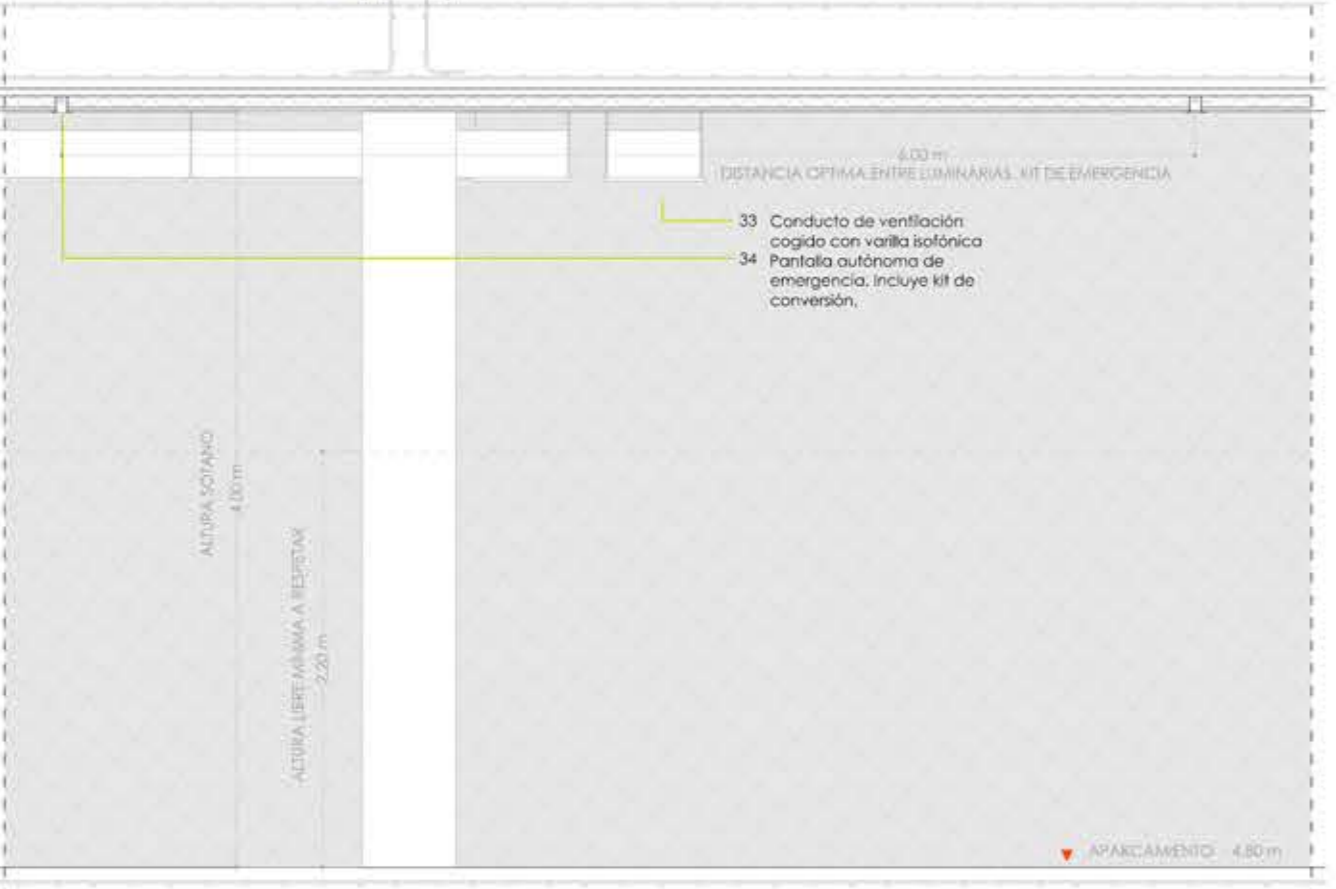 6.00 m
DISTANCIA OPTIMA ENTRE LUMINARIAS. KIT DE EMERGENCIA
33 Conducto de ventilación
cogido con varilla isofónica
34 Pantalla autónoma de
emergencia. Incluye kit de
conversión.
ALTURA SOTANO
4.00 m
ALTURA LIBRE MINIMA A RESPETAR
2.20 m
APARCAMIENTO 4.80 m